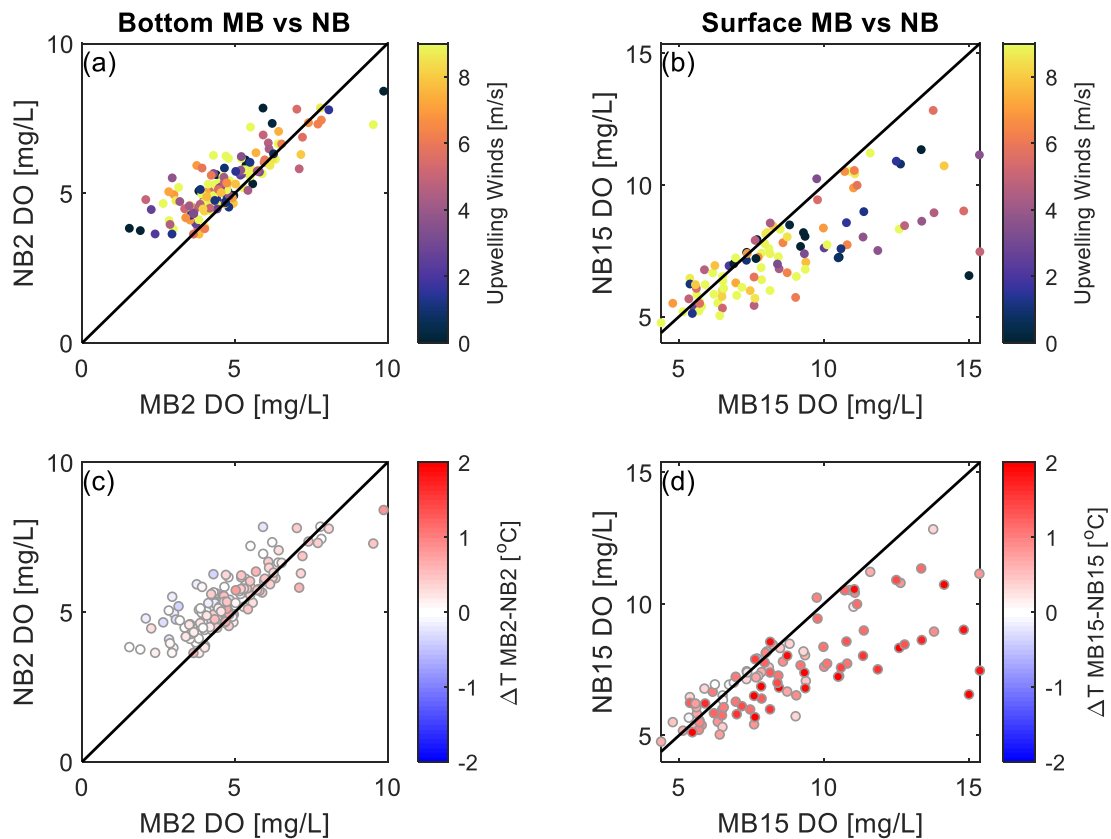 Bottom MB vs NB
Surface MB vs NB
(a)
10
5
0
0
5
10
NB2 DO [mg/L]
MB2 DO [mg/L]
8
6
4
2
0
Upwelling Winds [m/s]
(b)
15
10
5
5
10
15
NB15 DO [mg/L]
MB15 DO [mg/L]
8
6
4
2
0
Upwelling Winds [m/s]
(c)
10
5
0
0
5
10
NB2 DO [mg/L]
MB2 DO [mg/L]
2
1
0
-1
-2
ΔT MB2-NB2 [°C]
(d)
15
10
5
5
10
15
NB15 DO [mg/L]
MB15 DO [mg/L]
2
1
0
-1
-2
ΔT MB15-NB15 [°C]